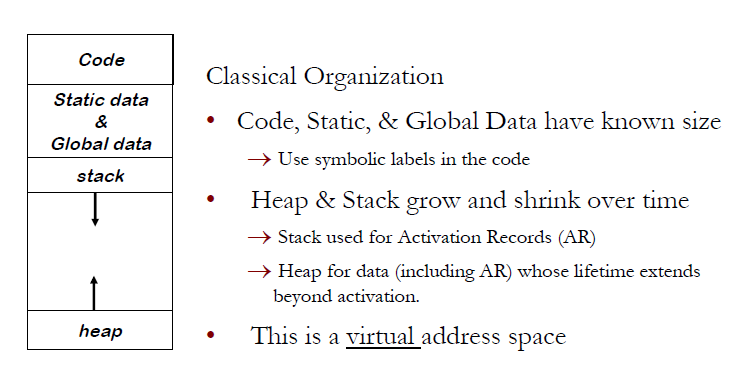 Code
Static data
&
Global data
stack
heap
Classical Organization
• Code, Static, & Global Data have known size
→ Use symbolic labels in the code
• Heap & Stack grow and shrink over time
→ Stack used for Activation Records (AR)
→ Heap for data (including AR) whose lifetime extends
beyond activation.
• This is a virtual address space